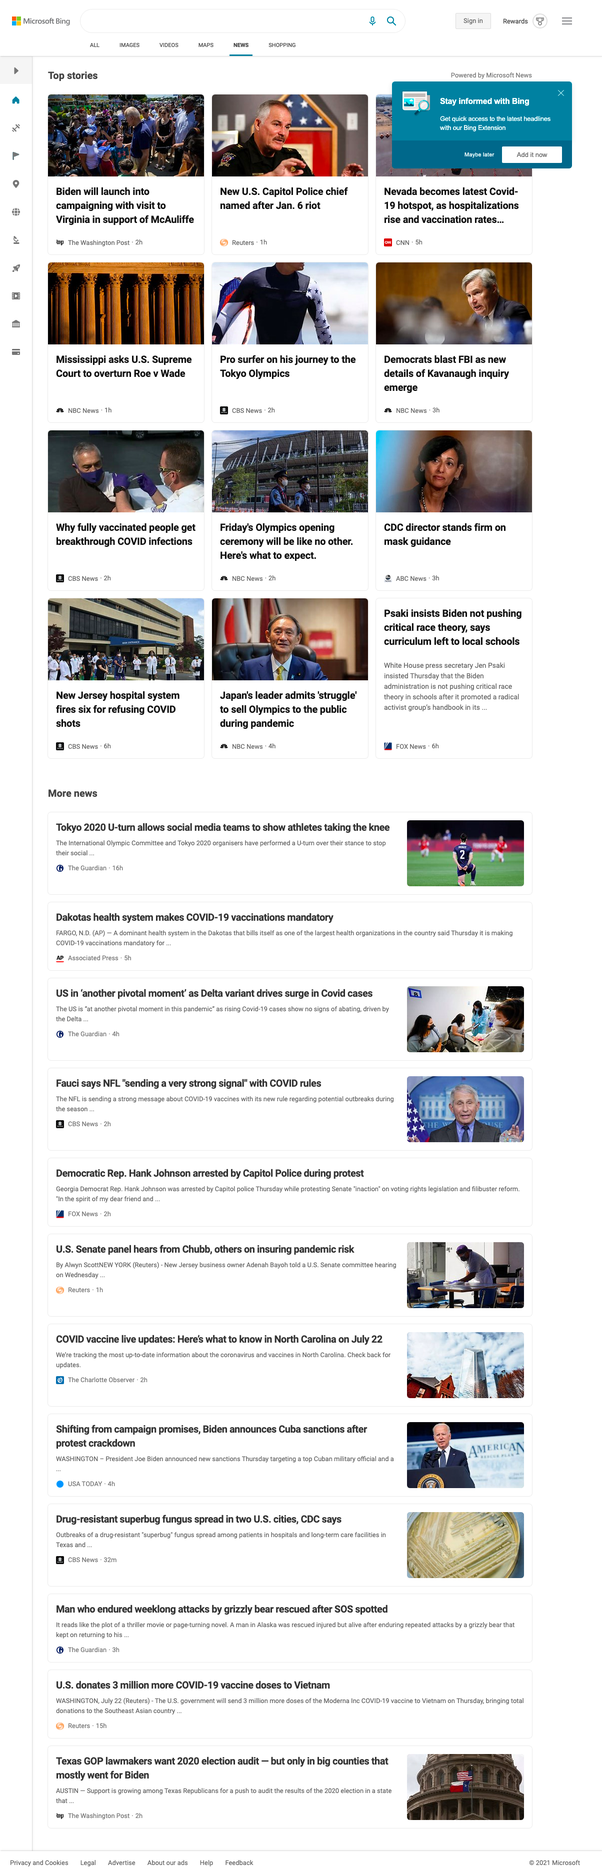 Microsoft Bing
Sign in
Rewards
ALL
IMAGES
VIDEOS
MAPS
NEWS
SHOPPING
Top stories
Powered by Microsoft News
Stay informed with Bing
Get quick access to the latest headlines
with our Bing Extension
Maybe later
Add it now
Biden will launch into
campaigning with visit to
Virginia in support of McAuliffe
The Washington Post · 2h
New U.S. Capitol Police chief
named after Jan. 6 riot
Reuters · 1h
Nevada becomes latest Covid-
19 hotspot, as hospitalizations
rise and vaccination rates...
CNN · 5h
Mississippi asks U.S. Supreme
Court to overturn Roe v Wade
NBC News · 1h
Pro surfer on his journey to the
Tokyo Olympics
CBS News · 2h
Democrats blast FBI as new
details of Kavanaugh inquiry
emerge
NBC News · 3h
Why fully vaccinated people get
breakthrough COVID infections
CBS News · 2h
Friday's Olympics opening
ceremony will be like no other.
Here's what to expect.
NBC News · 2h
CDC director stands firm on
mask guidance
ABC News · 3h
New Jersey hospital system
fires six for refusing COVID
shots
CBS News · 6h
Japan's leader admits 'struggle'
to sell Olympics to the public
during pandemic
NBC News · 4h
Psaki insists Biden not pushing
critical race theory, says
curriculum left to local schools
White House press secretary Jen Psaki
insisted Thursday that the Biden
administration is not pushing critical race
theory in schools after it promoted a radical
activist group's handbook in its ...
FOX News · 6h
More news
Tokyo 2020 U-turn allows social media teams to show athletes taking the knee
The International Olympic Committee and Tokyo 2020 organisers have performed a U-turn over their stance to stop
their social ...
The Guardian · 16h
Dakotas health system makes COVID-19 vaccinations mandatory
FARGO, N.D. (AP) — A dominant health system in the Dakotas that bills itself as one of the largest health organizations in the country said Thursday it is making
COVID-19 vaccinations mandatory for ...
AP Associated Press · 5h
US in 'another pivotal moment' as Delta variant drives surge in Covid cases
The US is "at another pivotal moment in this pandemic" as rising Covid-19 cases show no signs of abating, driven by
the Delta ...
The Guardian · 4h
Fauci says NFL "sending a very strong signal" with COVID rules
The NFL is sending a strong message about COVID-19 vaccines with its new rule regarding potential outbreaks during
the season ...
CBS News · 2h
Democratic Rep. Hank Johnson arrested by Capitol Police during protest
Georgia Democrat Rep. Hank Johnson was arrested by Capitol police Thursday while protesting Senate "inaction" on voting rights legislation and filibuster reform.
"In the spirit of my dear friend and ...
FOX News · 2h
U.S. Senate panel hears from Chubb, others on insuring pandemic risk
By Alwyn ScottNEW YORK (Reuters) - New Jersey business owner Adenah Bayoh told a U.S. Senate committee hearing
on Wednesday ...
Reuters · 1h
COVID vaccine live updates: Here's what to know in North Carolina on July 22
We're tracking the most up-to-date information about the coronavirus and vaccines in North Carolina. Check back for
updates.
The Charlotte Observer · 2h
Shifting from campaign promises, Biden announces Cuba sanctions after
protest crackdown
WASHINGTON – President Joe Biden announced new sanctions Thursday targeting a top Cuban military official and a
...
USA TODAY · 4h
AMERICAN
Drug-resistant superbug fungus spread in two U.S. cities, CDC says
Outbreaks of a drug-resistant "superbug" fungus spread among patients in hospitals and long-term care facilities in
Texas and ...
CBS News · 32m
Man who endured weeklong attacks by grizzly bear rescued after SOS spotted
It reads like the plot of a thriller movie or page-turning novel. A man in Alaska was rescued injured but alive after enduring repeated attacks by a grizzly bear that
kept on returning to his ...
The Guardian · 3h
U.S. donates 3 million more COVID-19 vaccine doses to Vietnam
WASHINGTON, July 22 (Reuters) - The U.S. government will send 3 million more doses of the Moderna Inc COVID-19 vaccine to Vietnam on Thursday, bringing total
donations to the Southeast Asian country ...
Reuters · 15h
Texas GOP lawmakers want 2020 election audit — but only in big counties that
mostly went for Biden
AUSTIN — Support is growing among Texas Republicans for a push to audit the results of the 2020 election in a state
that ...
The Washington Post · 2h
Privacy and Cookies
Legal
Advertise
About our ads
Help
Feedback
© 2021 Microsoft